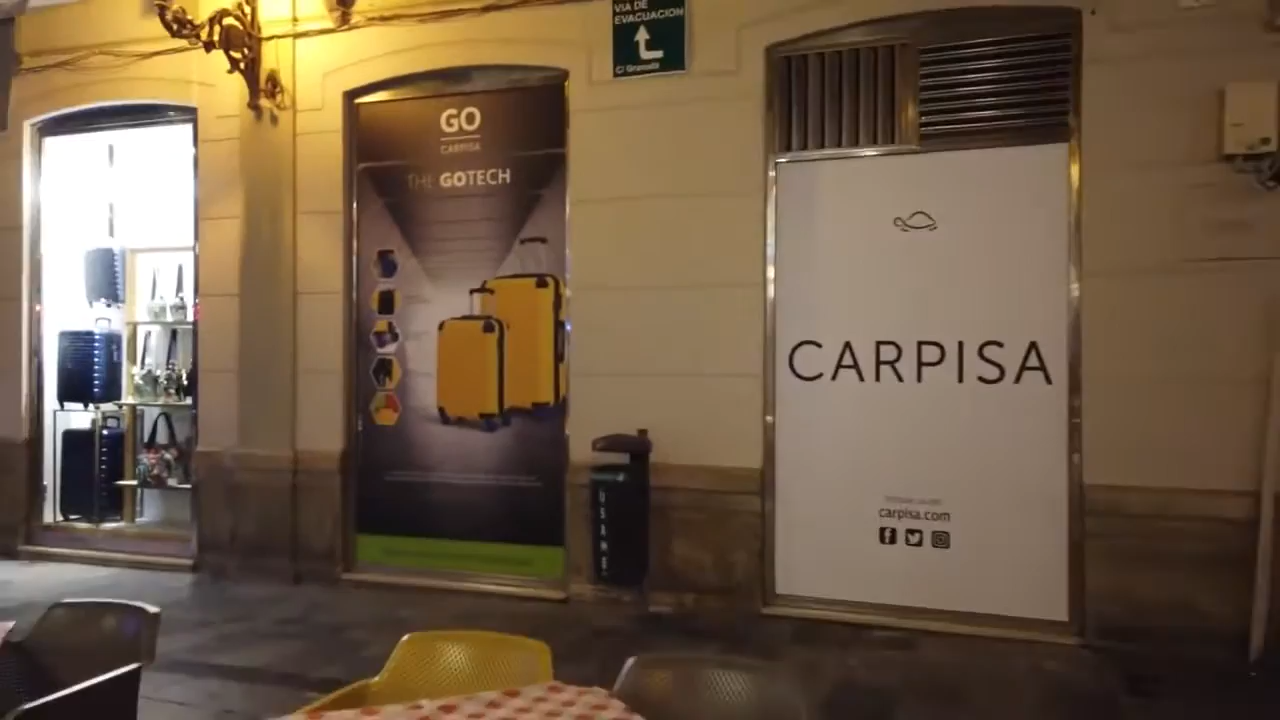 VIA DE
EVACUACION
C/ Granada
GO
CARPISA
THE GOTECH
CARPISA
carpisa.com
USAME